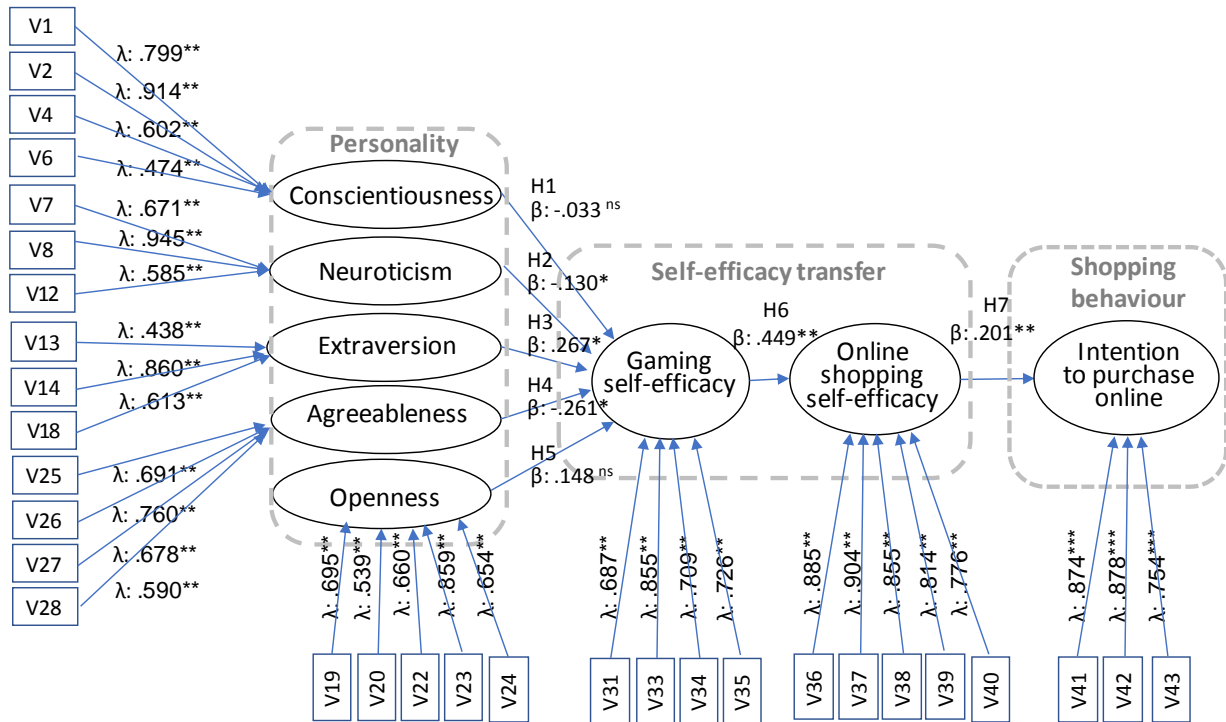 V1
V2
V4
V6
V7
V8
V12
V13
V14
V18
V25
V26
V27
V28
λ: .799**
λ: .914**
λ: .602**
λ: .474**
λ: .671**
λ: .945**
λ: .585**
λ: .438**
λ: .860**
λ: .613**
λ: .691**
λ: .760**
λ: .678**
λ: .590**
Personality
Conscientiousness
Neuroticism
Extraversion
Agreeableness
Openness
H1
β: -.033 ns
H2
β: -.130*
H3
β: .267*
H4
β: -.261*
H5
β: .148 ns
Self-efficacy transfer
Gaming
self-efficacy
H6
β: .449**
Online
shopping
self-efficacy
H7
β: .201**
Shopping
behaviour
Intention
to purchase
online
λ: .695**
λ: .539**
λ: .660**
λ: .859**
λ: .654**
λ: .687**
λ: .855**
λ: .709**
λ: .726**
λ: .885**
λ: .904**
λ: .855**
λ: .814**
λ: .776**
λ: .874***
λ: .878***
λ: .754***
V19
V20
V22
V23
V24
V31
V33
V34
V35
V36
V37
V38
V39
V40
V41
V42
V43